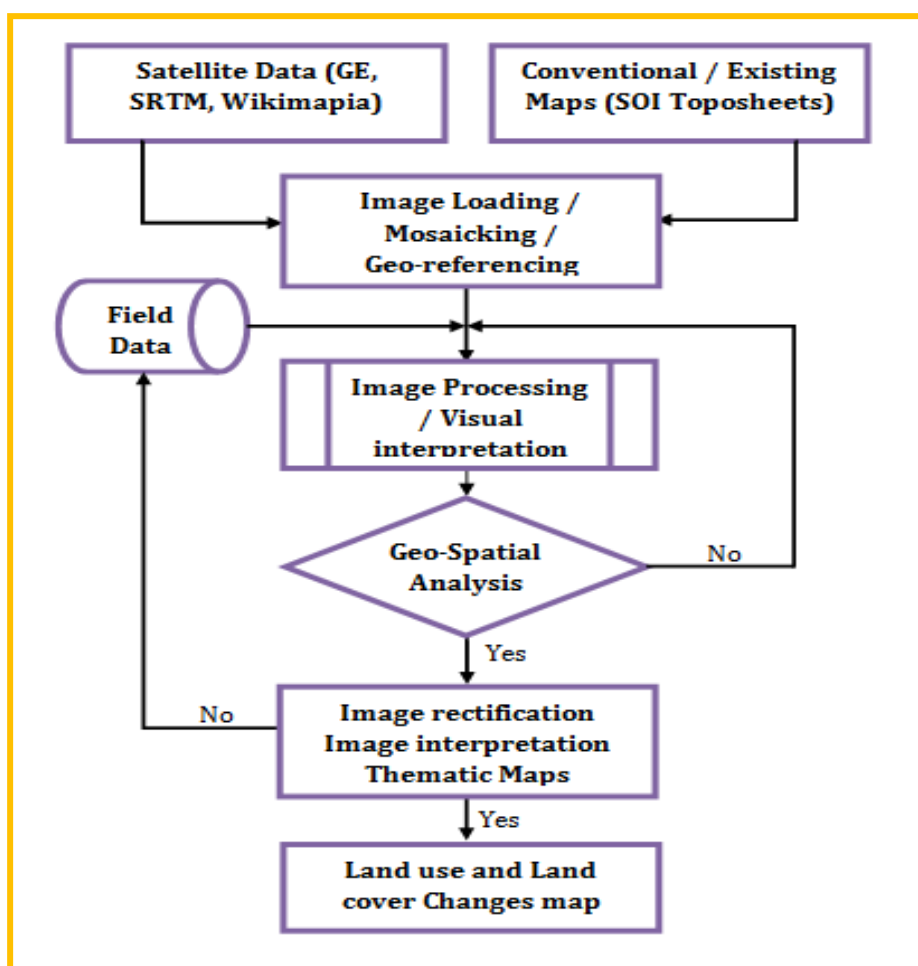 Satellite Data (GE,
SRTM, Wikimapia)
Conventional / Existing
Maps (SOI Toposheets)
Image Loading /
Mosaicking /
Geo-referencing
Field
Data
Image Processing
/ Visual
interpretation
Geo-Spatial
Analysis
No
Yes
No
Image rectification
Image interpretation
Thematic Maps
Yes
Land use and Land
cover Changes map